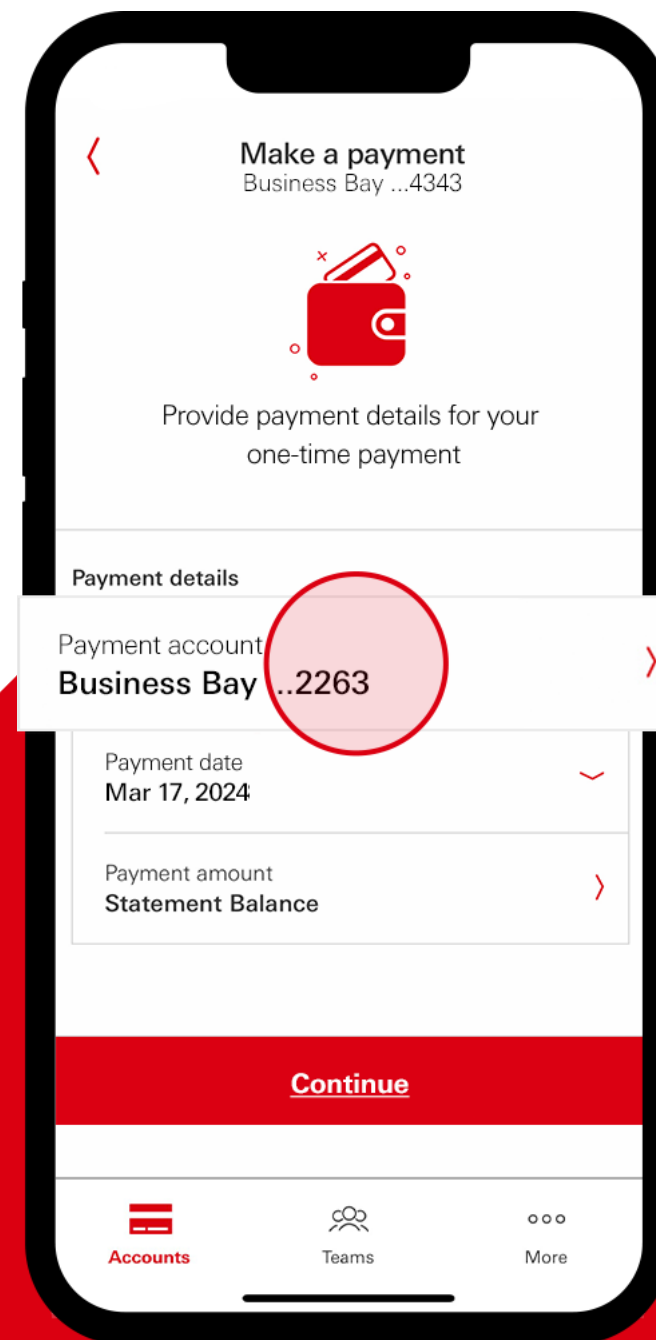 Make a payment
Business Bay ...4343
Provide payment details for your
one-time payment
Payment details
Payment account
Business Bay ...2263
Payment date
Mar 17, 2024
Payment amount
Statement Balance
Continue
Accounts
Teams
More